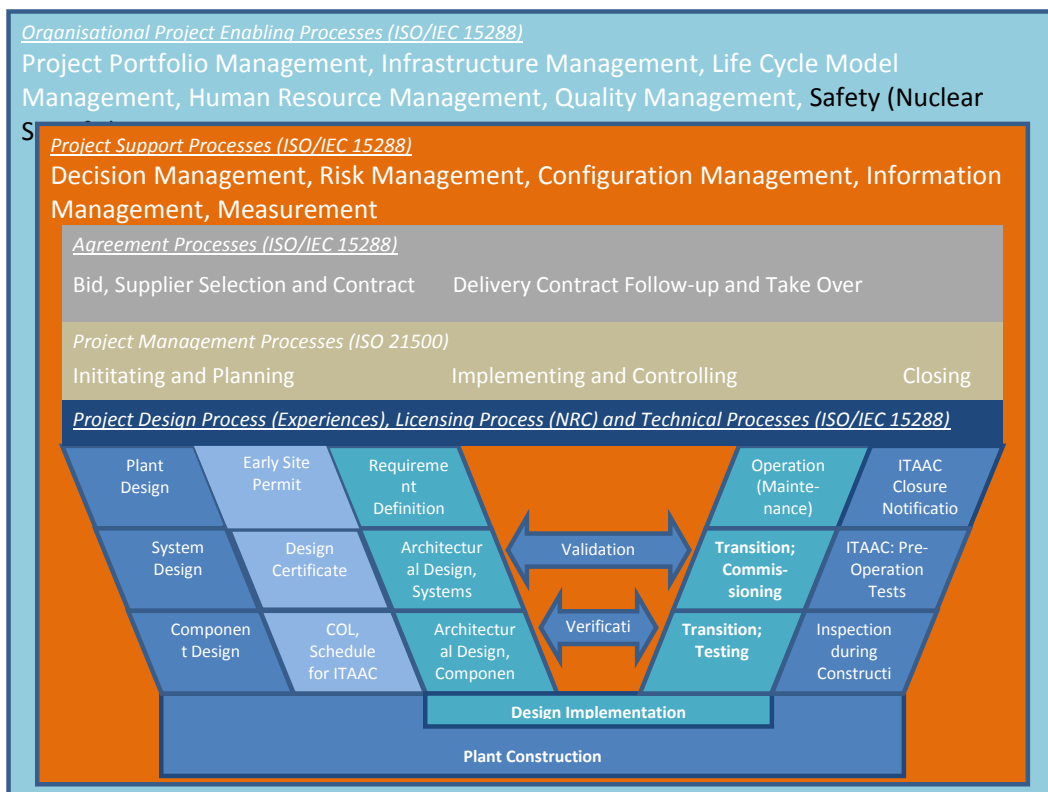 Organisational Project Enabling Processes (ISO/IEC 15288)
Project Portfolio Management, Infrastructure Management, Life Cycle Model
Management, Human Resource Management, Quality Management, Safety (Nuclear
Project Support Processes (ISO/IEC 15288)
Decision Management, Risk Management, Configuration Management, Information
Management, Measurement
Agreement Processes (ISO/IEC 15288)
Bid, Supplier Selection and Contract
Delivery Contract Follow-up and Take Over
Project Management Processes (ISO 21500)
Inititating and Planning
Implementing and Controlling
Closing
Project Design Process (Experiences), Licensing Process (NRC) and Technical Processes (ISO/IEC 15288)
Plant
Design
Early Site
Permit
Requireme
nt
Definition
Operation
(Mainte-
nance)
ITAAC
Closure
Notificatio
System
Design
Design
Certificate
Architectur
al Design,
Systems
Validation
Transition;
Commis-
sioning
ITAAC: Pre-
Operation
Tests
Componen
t Design
COL,
Schedule
for ITAAC
Architectur
al Design,
Componen
Verificati
Transition;
Testing
Inspection
during
Constructi
Design Implementation
Plant Construction